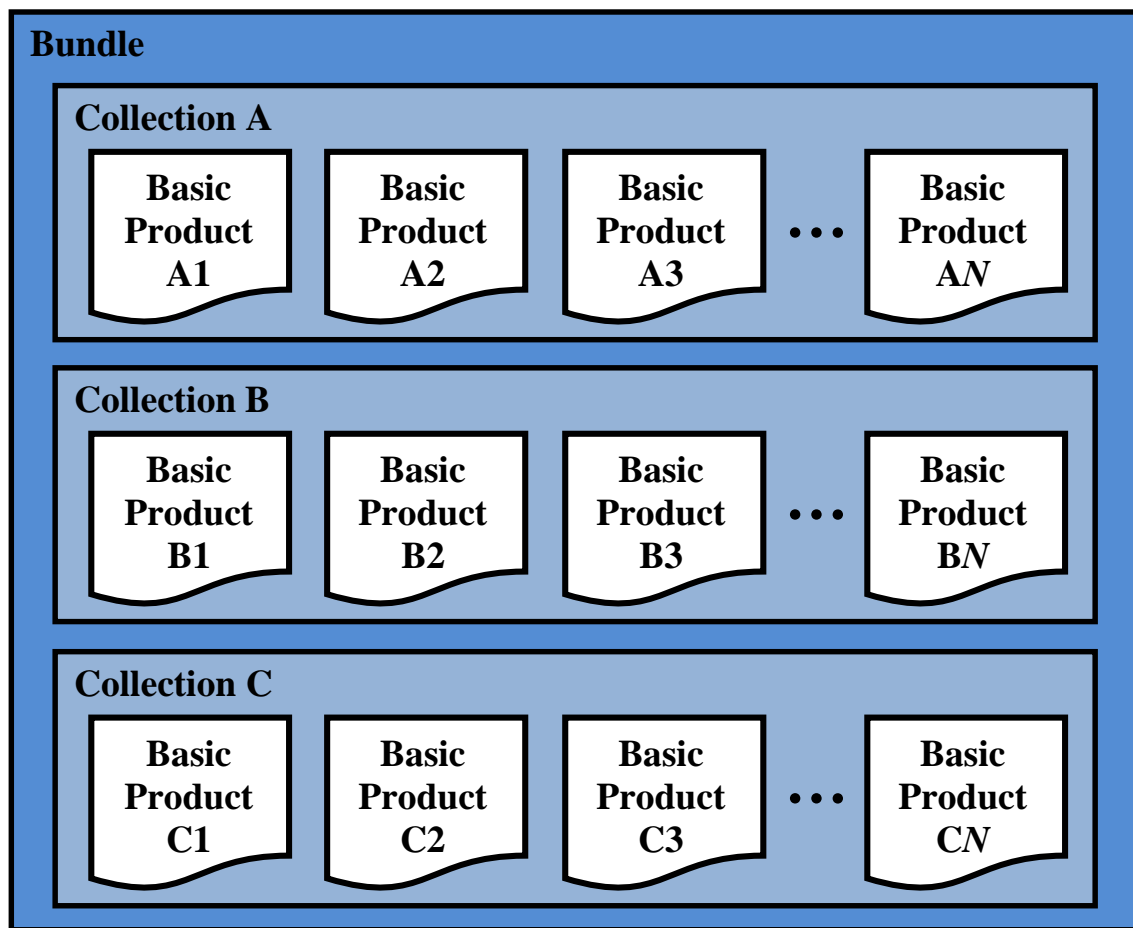 Bundle
Collection A
Basic
Product
A1
Basic
Product
A2
Basic
Product
A3
...
Basic
Product
AN
Collection B
Basic
Product
B1
Basic
Product
B2
Basic
Product
B3
...
Basic
Product
BN
Collection C
Basic
Product
C1
Basic
Product
C2
Basic
Product
C3
...
Basic
Product
CN